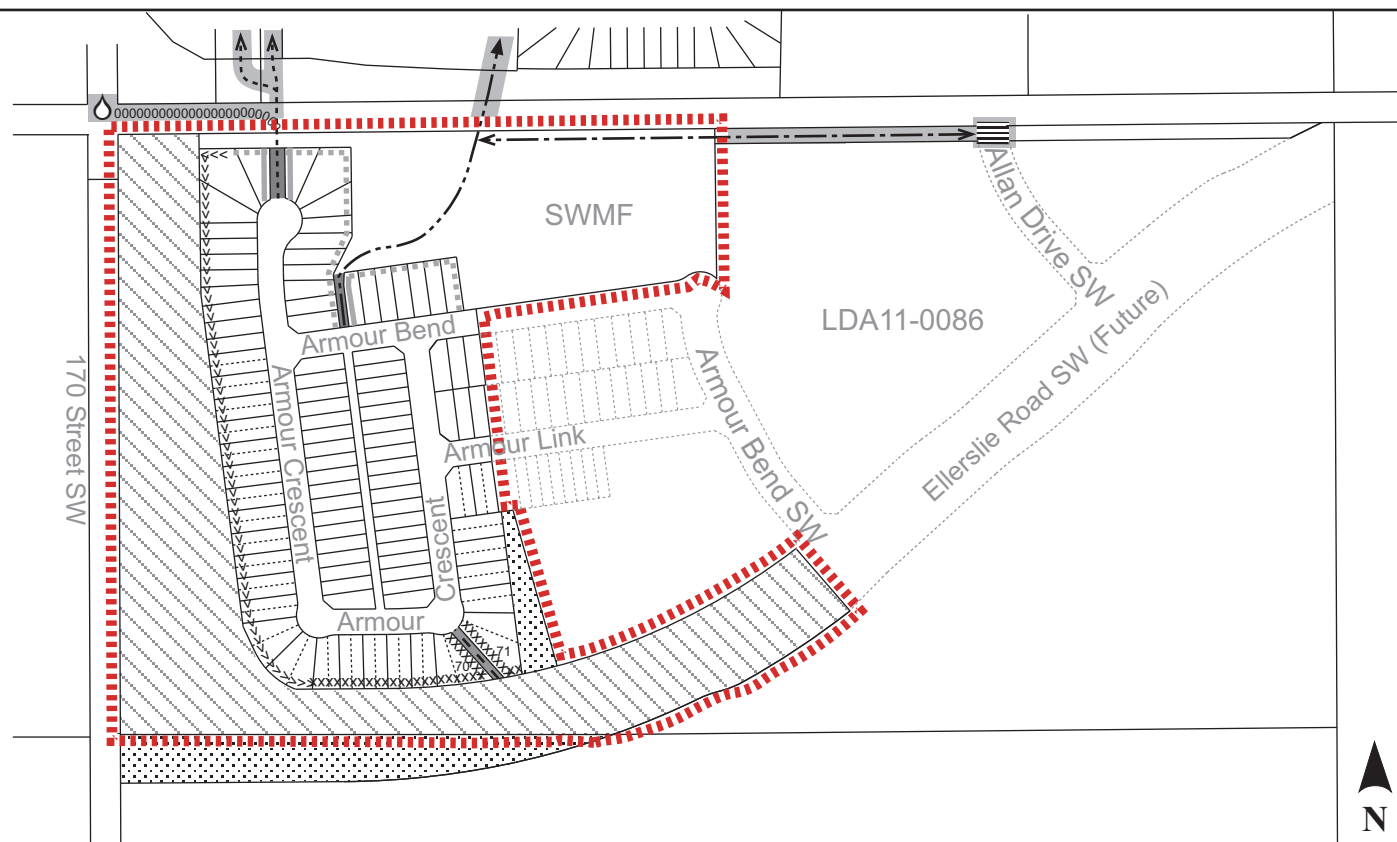 00000000000000000000000
SWMF
Allan Drive SW
LDA11-0086
Ellerslie Road SW (Future)
Armour Bend
170 Street SW
Armour Crescent
Armour Link
Armour Bend SW
Crescent
Armour
71
70
N